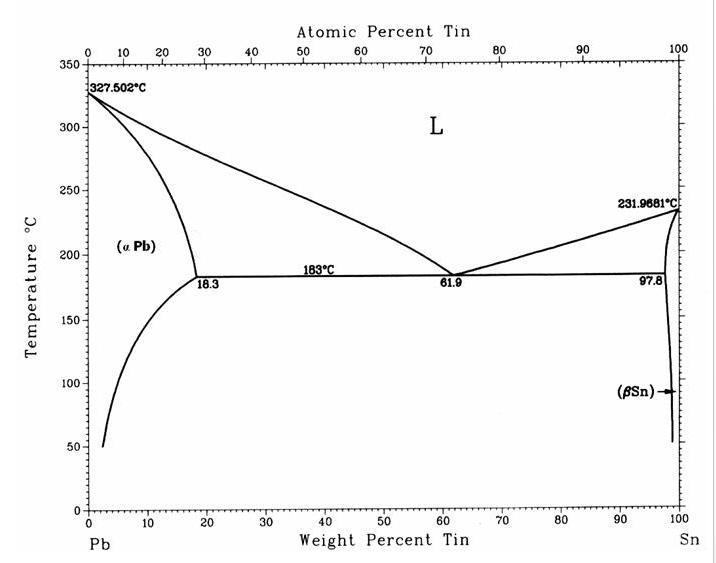 Atomic Percent Tin
0 10 20 30 40 50 60 70 80 90 100
350
327.502°C
300
L
250
231.9681°C
(α Pb)
200
183°C
18.3 61.9 97.8
150
100
(βSn)
50
0
0 10 20 30 40 50 60 70 80 90 100
Pb Weight Percent Tin Sn
Temperature °C